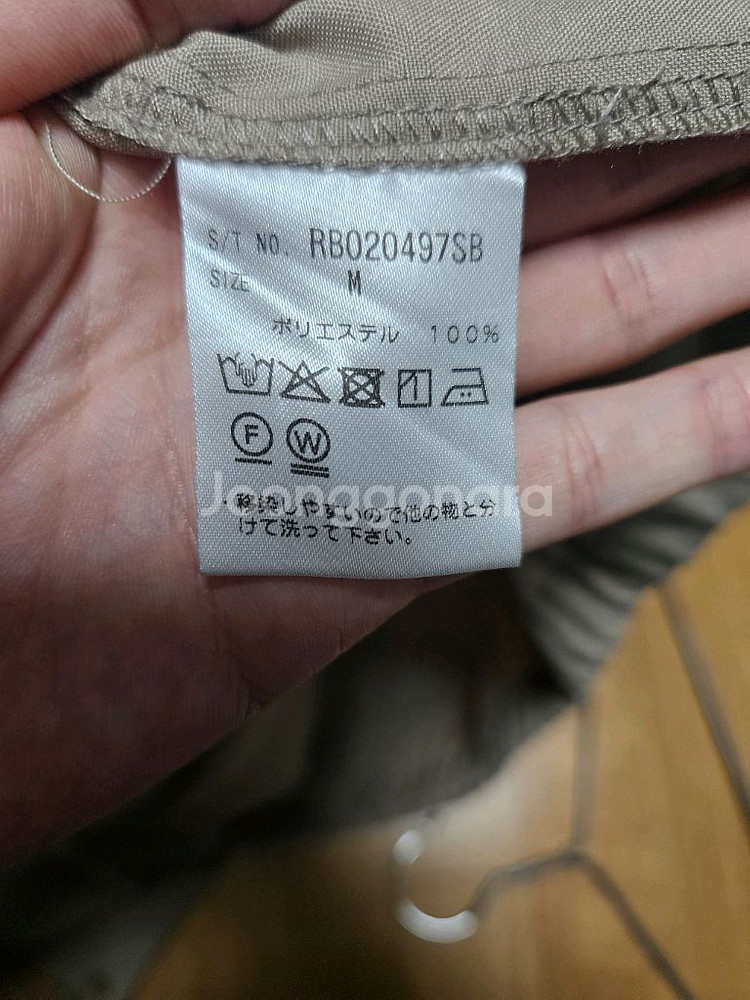 S/T NO. RB020497SB
SIZE M
ポリエステル 100%
F W
Joonggonara
・移染しやすいので他の物と分
けて洗って下さい。